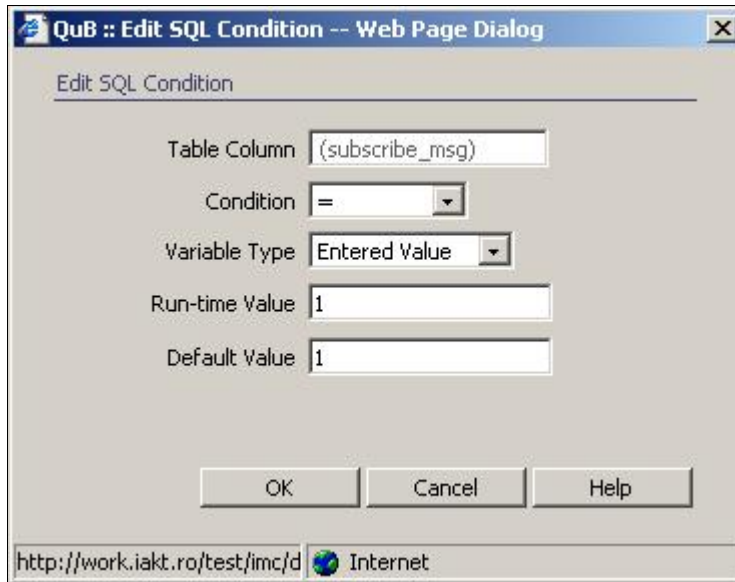 QuB :: Edit SQL Condition -- Web Page Dialog
Edit SQL Condition
Table Column (subscribe_msg)
Condition =
Variable Type Entered Value
Run-time Value 1
Default Value 1
OK Cancel Help
http://work.iakt.ro/test/imc/d Internet